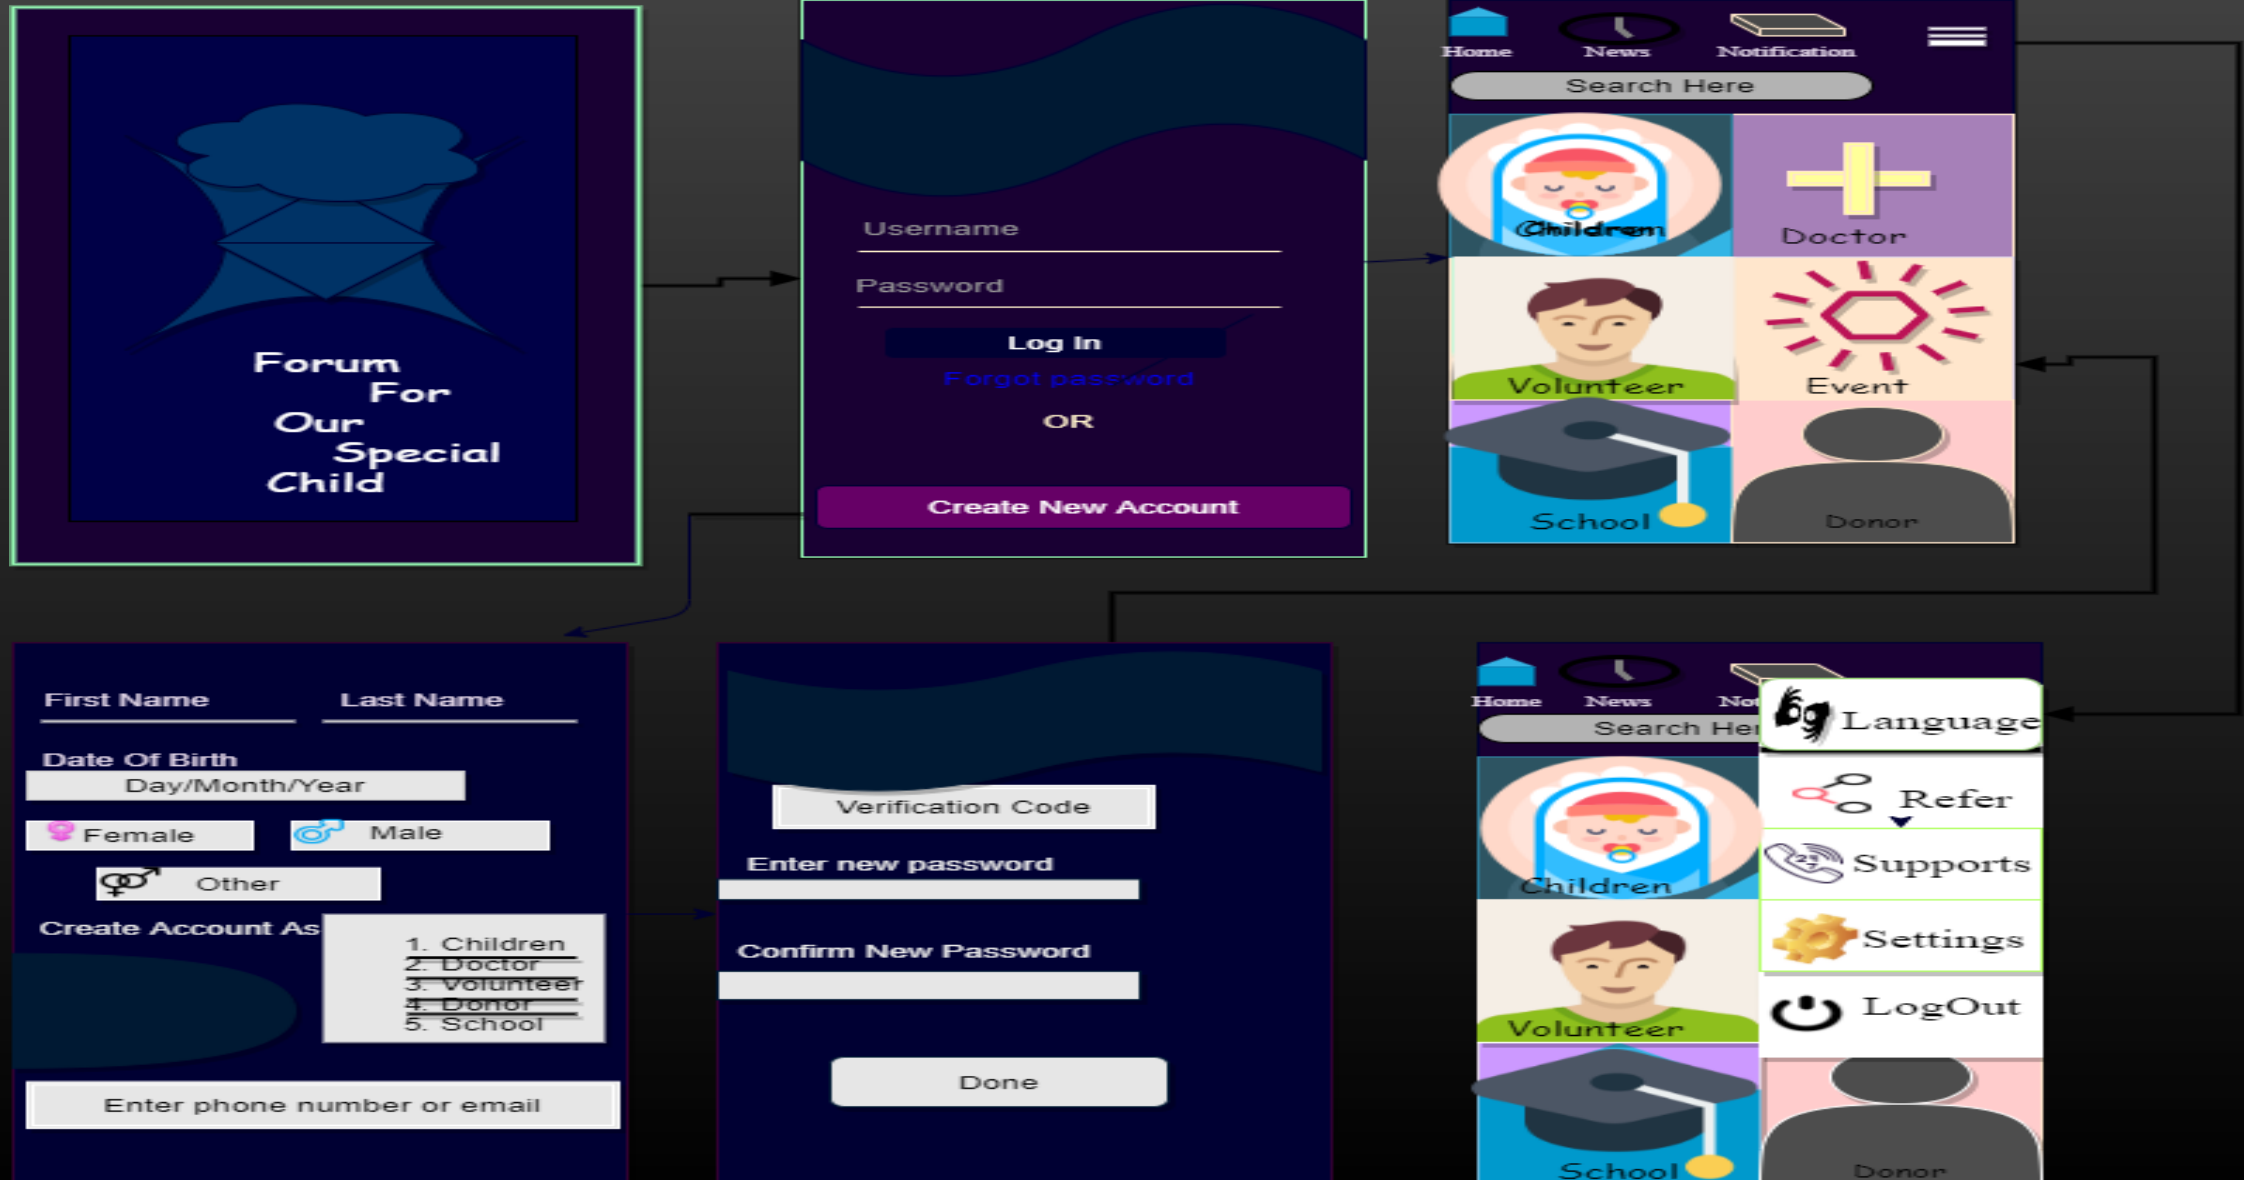 Forum
For
Our
Special
Child
Username
Password
Log In
Forgot password
OR
Create New Account
Home News Notification
Search Here
Children Doctor
Volunteer Event
School Donor
First Name Last Name
Date Of Birth
Day/Month/Year
Female Male
Other
Create Account As
1. Children
2. Doctor
3. Volunteer
4. Donor
5. School
Enter phone number or email
Verification Code
Enter new password
Confirm New Password
Done
Home News Not
Search Her
Children
Volunteer
School Donor
Language
Refer
24
7
Supports
Settings
LogOut